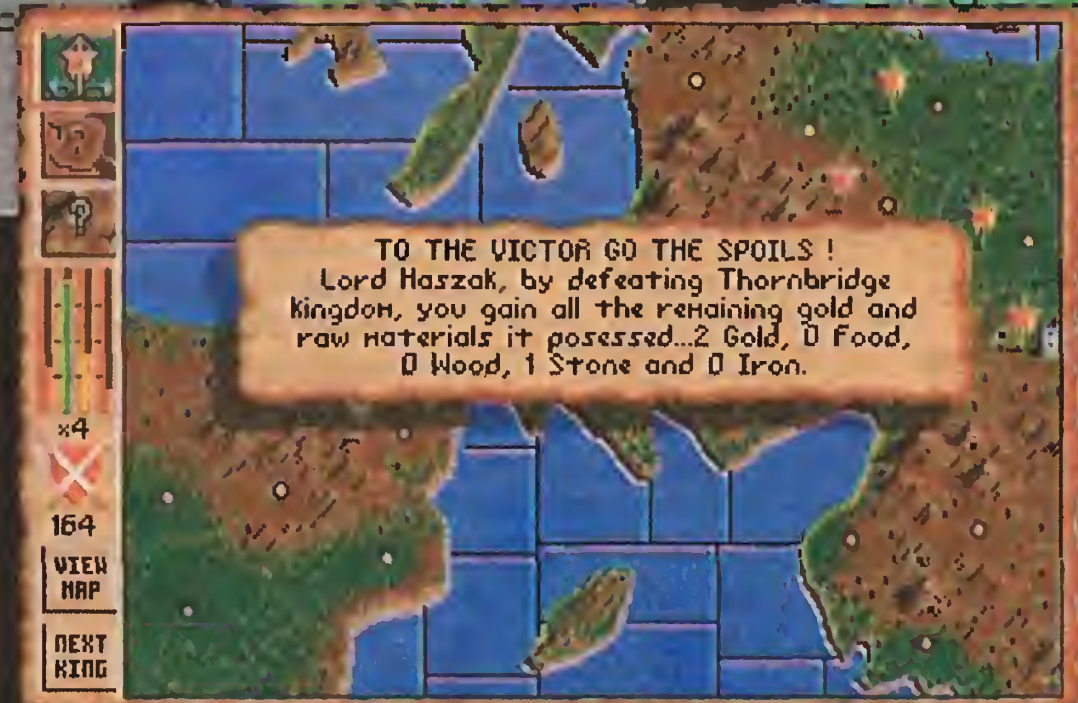 TO THE VICTOR GO THE SPOILS !
Lord Haszak, by defeating Thornbridge
Kingdom, you gain all the remaining gold and
raw materials it posessed...2 Gold, 0 Food,
0 Wood, 1 Stone and 0 Iron.
x4
164
VIEW
MAP
NEXT
KING